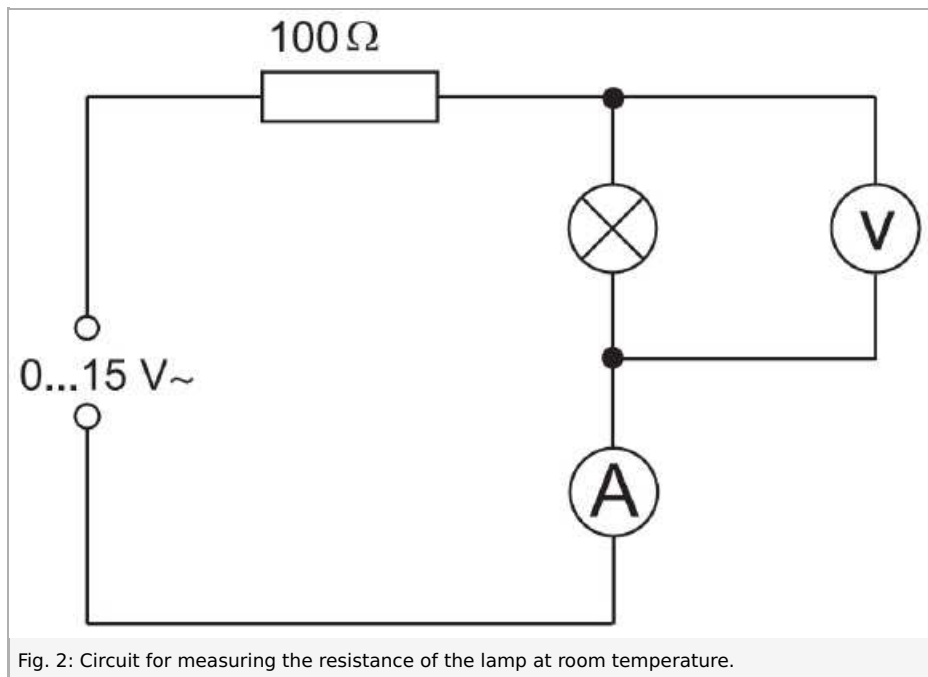 100 Ω
V
0...15 V~
A
Fig. 2: Circuit for measuring the resistance of the lamp at room temperature.